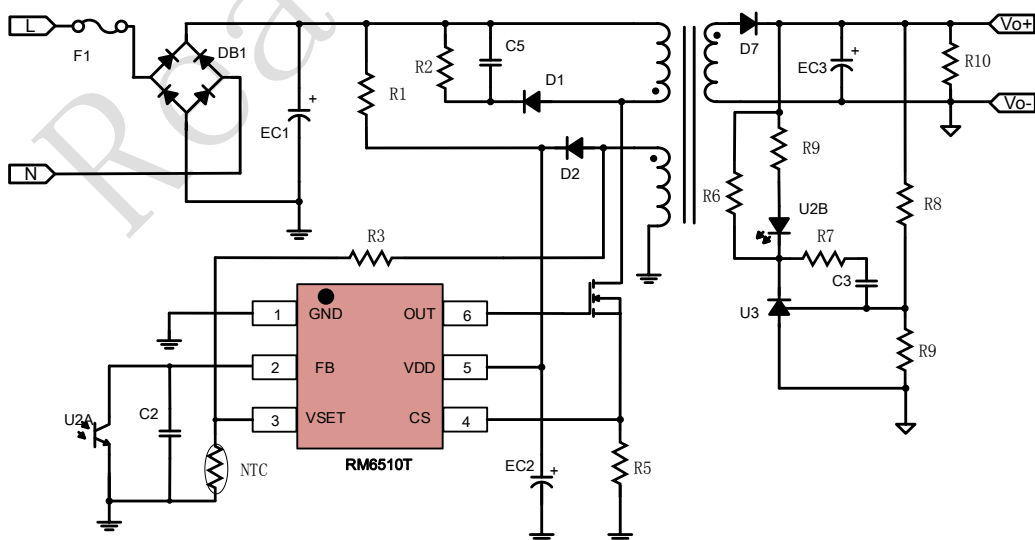 L
F1
DB1
EC1
+
R1
R2
C5
D1
D2
D7
EC3
+
R10
Vo+
Vo-
N
R9
R6
U2B
R8
R7
C3
U3
R9
R3
1
GND
OUT
6
2
FB
VDD
5
3
VSET
CS
4
RM6510T
U2A
C2
NTC
EC2
+
R5